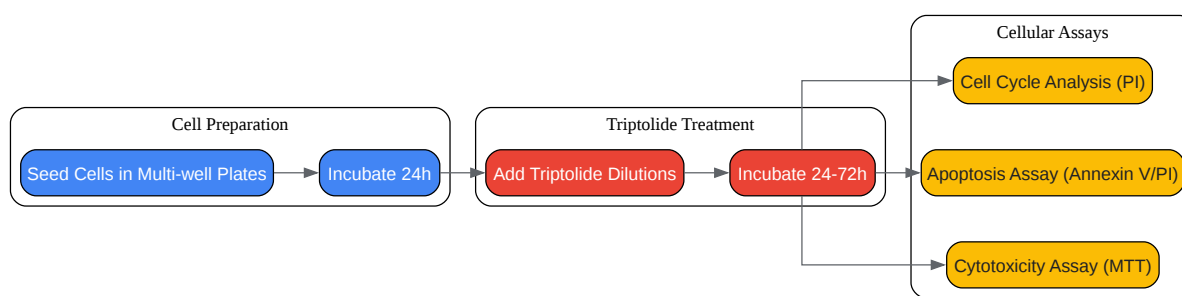 Cell Preparation
Seed Cells in Multi-well Plates
Incubate 24h
Triptolide Treatment
Add Triptolide Dilutions
Incubate 24-72h
Cellular Assays
Cell Cycle Analysis (PI)
Apoptosis Assay (Annexin V/PI)
Cytotoxicity Assay (MTT)